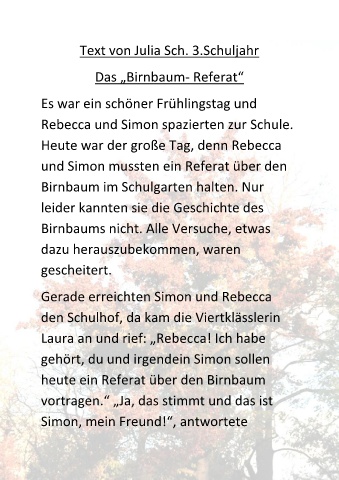 Text von Julia Sch. 3.Schuljahr
Das „Birnbaum- Referat“
Es war ein schöner Frühlingstag und
Rebecca und Simon spazierten zur Schule.
Heute war der große Tag, denn Rebecca
und Simon mussten ein Referat über den
Birnbaum im Schulgarten halten. Nur
leider kannten sie die Geschichte des
Birnbaums nicht. Alle Versuche, etwas
dazu herauszubekommen, waren
gescheitert.
Gerade erreichten Simon und Rebecca
den Schulhof, da kam die Viertklässlerin
Laura an und rief: „Rebecca! Ich habe
gehört, du und irgendein Simon sollen
heute ein Referat über den Birnbaum
vortragen.“ „Ja, das stimmt und das ist
Simon, mein Freund!“, antwortete